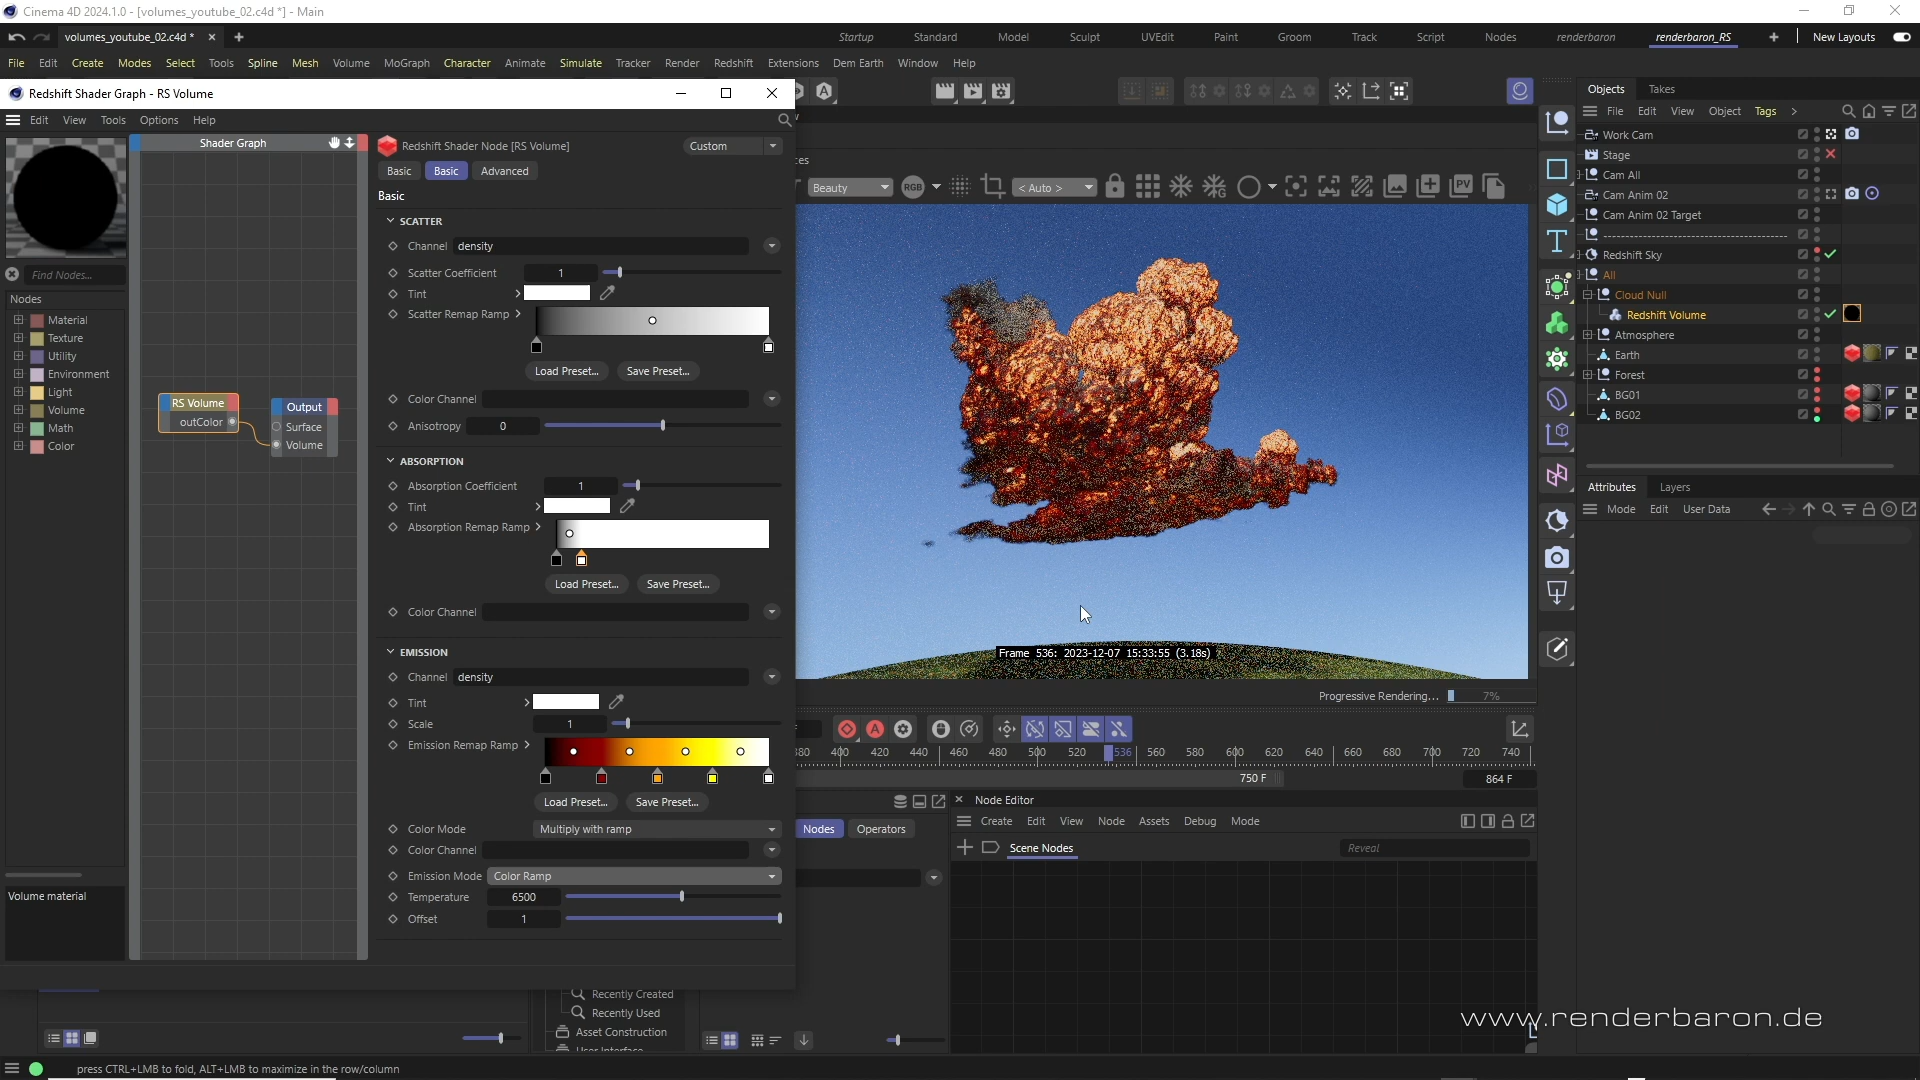 Cinema 4D 2024.1.0 - [volumes_youtube_02.c4d *] - Main
volumes_youtube_02.c4d *
Startup Standard Model Sculpt UVEdit Paint Groom Track Script Nodes renderbaron renderbaron_RS New Layouts
File Edit Create Modes Select Tools Spline Mesh Volume MoGraph Character Animate Simulate Tracker Render Redshift Extensions Dem Earth Window Help
Redshift Shader Graph - RS Volume
Edit View Tools Options Help
Shader Graph
Find Nodes...
Nodes
Material
Texture
Utility
Environment
Light
Volume
Math
Color
Volume material
RS Volume
outColor
Output
Surface
Volume
Redshift Shader Node [RS Volume]
Custom
Basic Basic Advanced
Basic
SCATTER
Channel density
Scatter Coefficient 1
Tint
Scatter Remap Ramp
Load Preset... Save Preset...
Color Channel
Anisotropy 0
ABSORPTION
Absorption Coefficient 1
Tint
Absorption Remap Ramp
Load Preset... Save Preset...
Color Channel
EMISSION
Channel density
Tint
Scale 1
Emission Remap Ramp
Load Preset... Save Preset...
Color Mode Multiply with ramp
Color Channel
Emission Mode Color Ramp
Temperature 6500
Offset 1
ces
Beauty RGB < Auto > PV
Frame 536: 2023-12-07 15:33:55 (3.18s)
Progressive Rendering... 7%
380 400 420 440 460 480 500 520 536 560 580 600 620 640 660 680 700 720 740
750 F 864 F
Nodes Operators
Node Editor
Create Edit View Node Assets Debug Mode
Scene Nodes Reveal
Recently Created
Recently Used
Asset Construction
User Interface
Objects Takes
File Edit View Object Tags
Work Cam
Stage
Cam All
Cam Anim 02
Cam Anim 02 Target
Redshift Sky
All
Cloud Null
Redshift Volume
Atmosphere
Earth
Forest
BG01
BG02
Attributes Layers
Mode Edit User Data
www.renderbaron.de
press CTRL+LMB to fold, ALT+LMB to maximize in the row/column